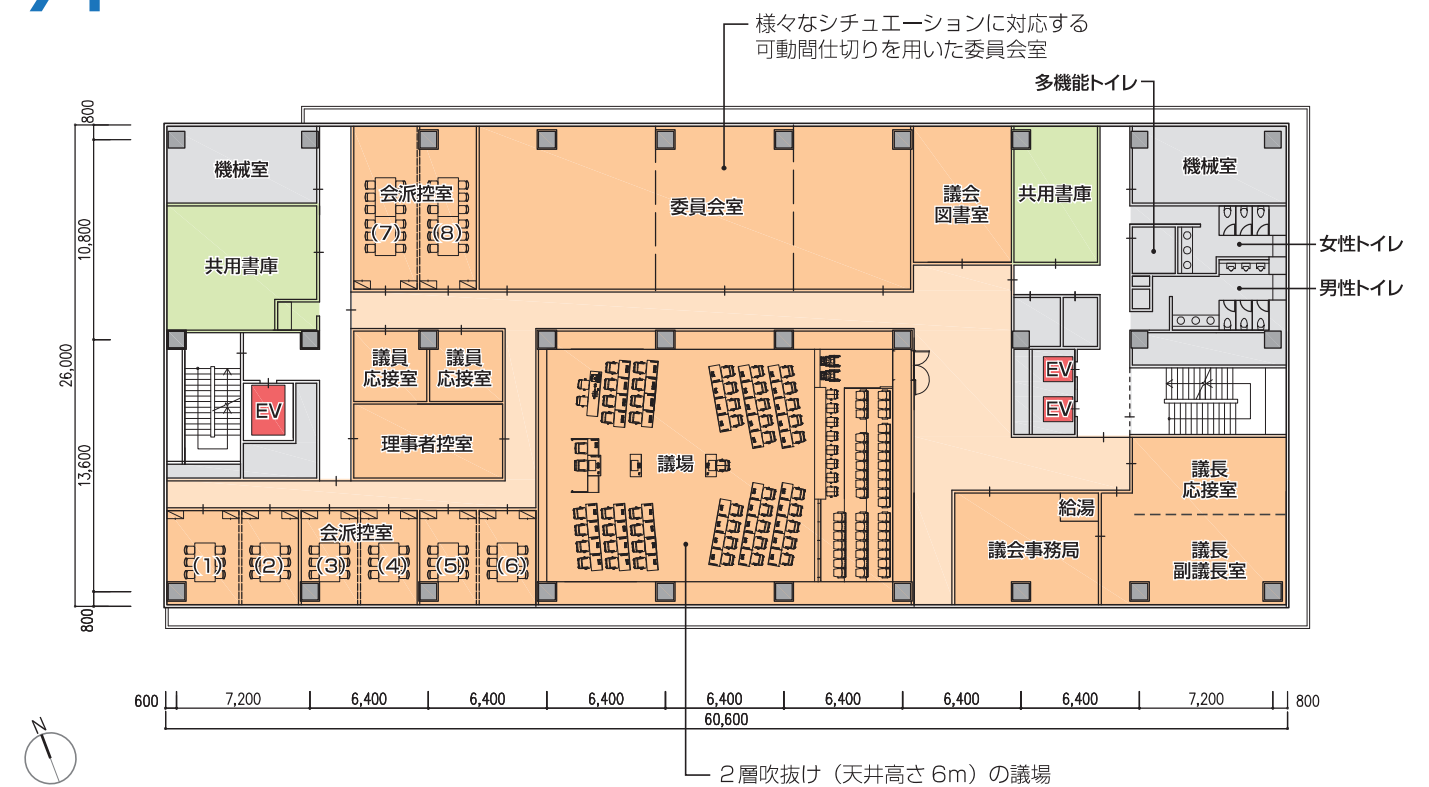 様々なシチュエーションに対応する
可動間仕切りを用いた委員会室
多機能トイレ
800
10,800
26,000
13,600
800
機械室
共用書庫
会派控室
(7)
(8)
委員会室
議会
図書室
共用書庫
機械室
女性トイレ
男性トイレ
議員
応接室
議員
応接室
理事者控室
EV
議場
EV
EV
議長
応接室
給湯
議会事務局
議長
副議長室
会派控室
(1)
(2)
(3)
(4)
(5)
(6)
600
7,200
6,400
6,400
6,400
6,400
6,400
6,400
6,400
7,200
800
60,600
N
2層吹抜け（天井高さ 6m）の議場